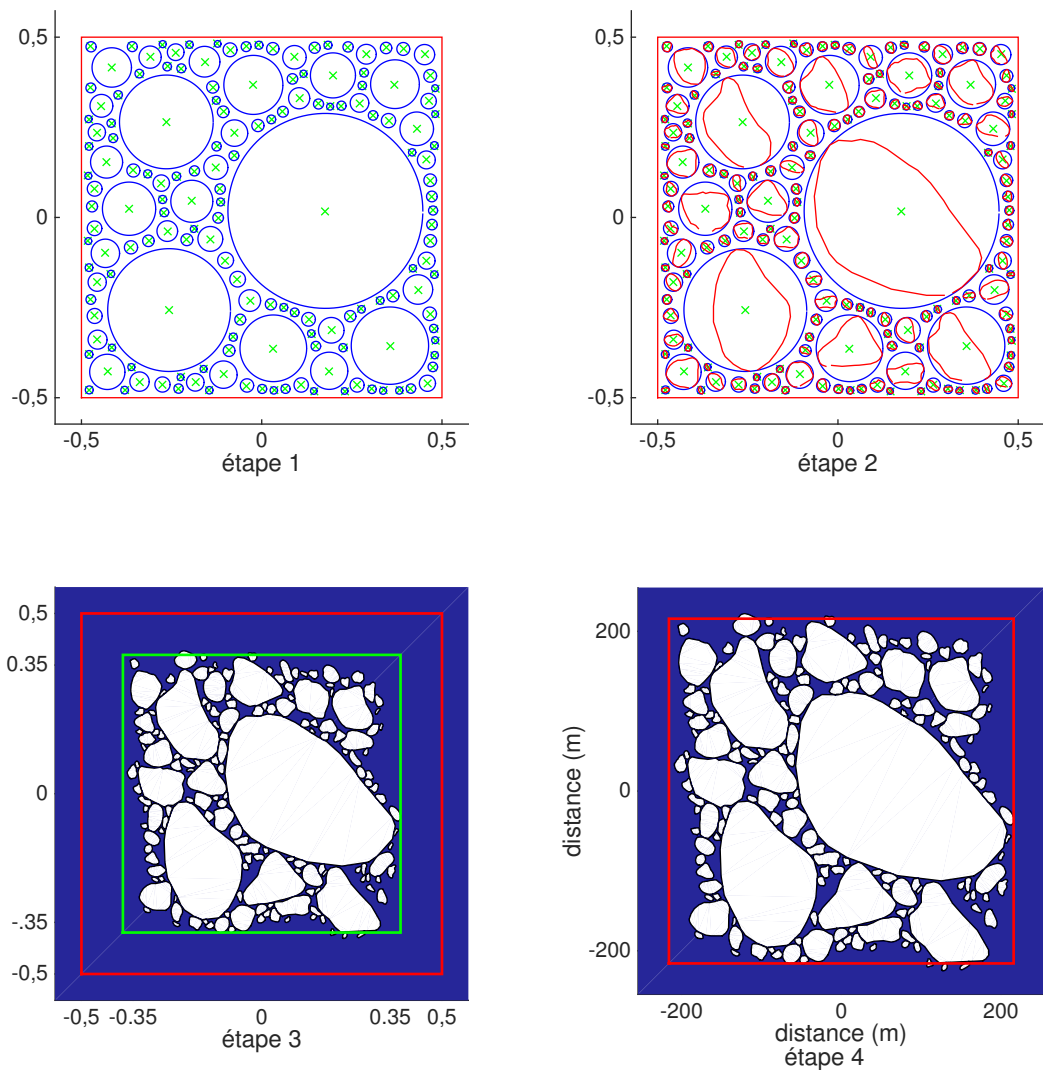 0,5
0
-0,5
-0,5 0 0,5
étape 1
0,5
0
-0,5
-0,5 0 0,5
étape 2
0,5
0.35
0
-.35
-0,5
-0,5 -0.35 0 0.35 0,5
étape 3
distance (m)
200
0
-200
-200 0 200
distance (m)
étape 4